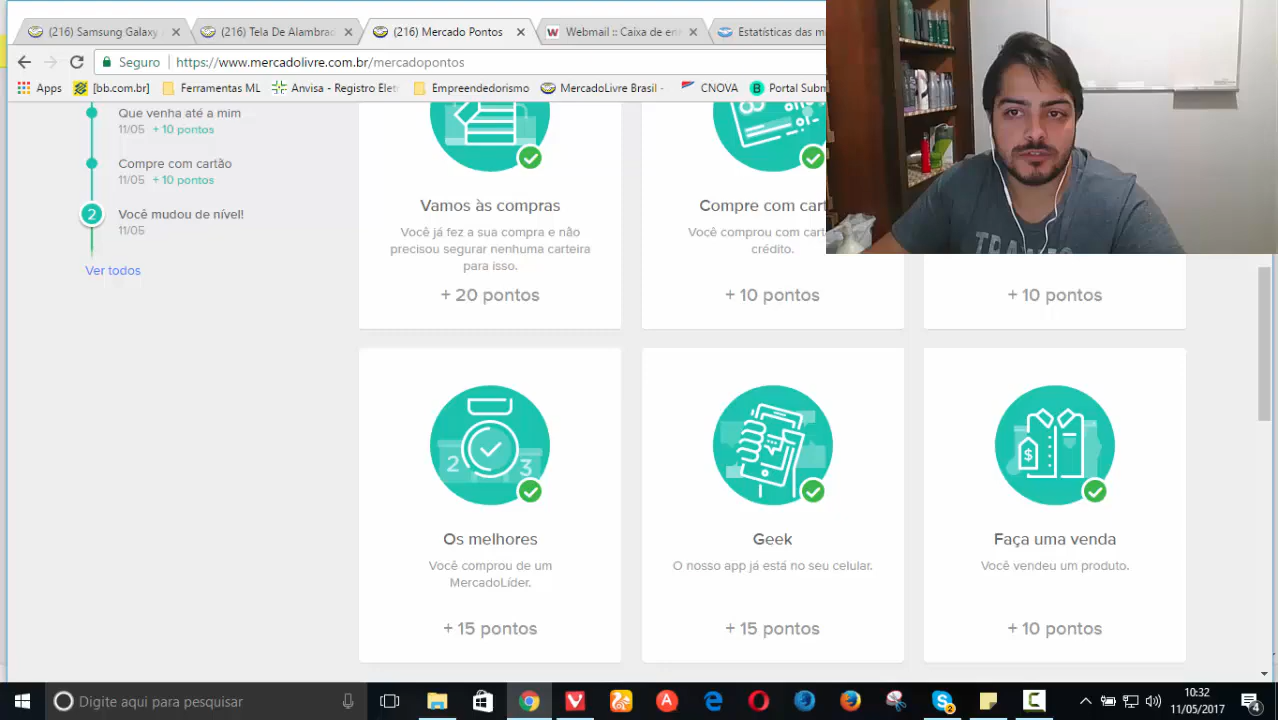 (216) Samsung Galaxy
(216) Tela De Alambrac
(216) Mercado Pontos
Webmail :: Caixa de en
Estatísticas das m
Seguro
https://www.mercadolivre.com.br/mercadopontos
Apps
[bb.com.br]
Ferramentas ML
Anvisa - Registro Elet
Empreendedorismo
MercadoLivre Brasil -
CNOVA
Portal Subm
Que venha até a mim
11/05 + 10 pontos
Compre com cartão
11/05 + 10 pontos
2
Você mudou de nível!
11/05
Ver todos
Vamos às compras
Você já fez a sua compra e não
precisou segurar nenhuma carteira
para isso.
+ 20 pontos
Compre com cart
Você comprou com
crédito.
+ 10 pontos
+ 10 pontos
2 3
Os melhores
Você comprou de um
MercadoLíder.
+ 15 pontos
Geek
O nosso app já está no seu celular.
+ 15 pontos
$
Faça uma venda
Você vendeu um produto.
+ 10 pontos
Digite aqui para pesquisar
2
10:32
11/05/2017
4